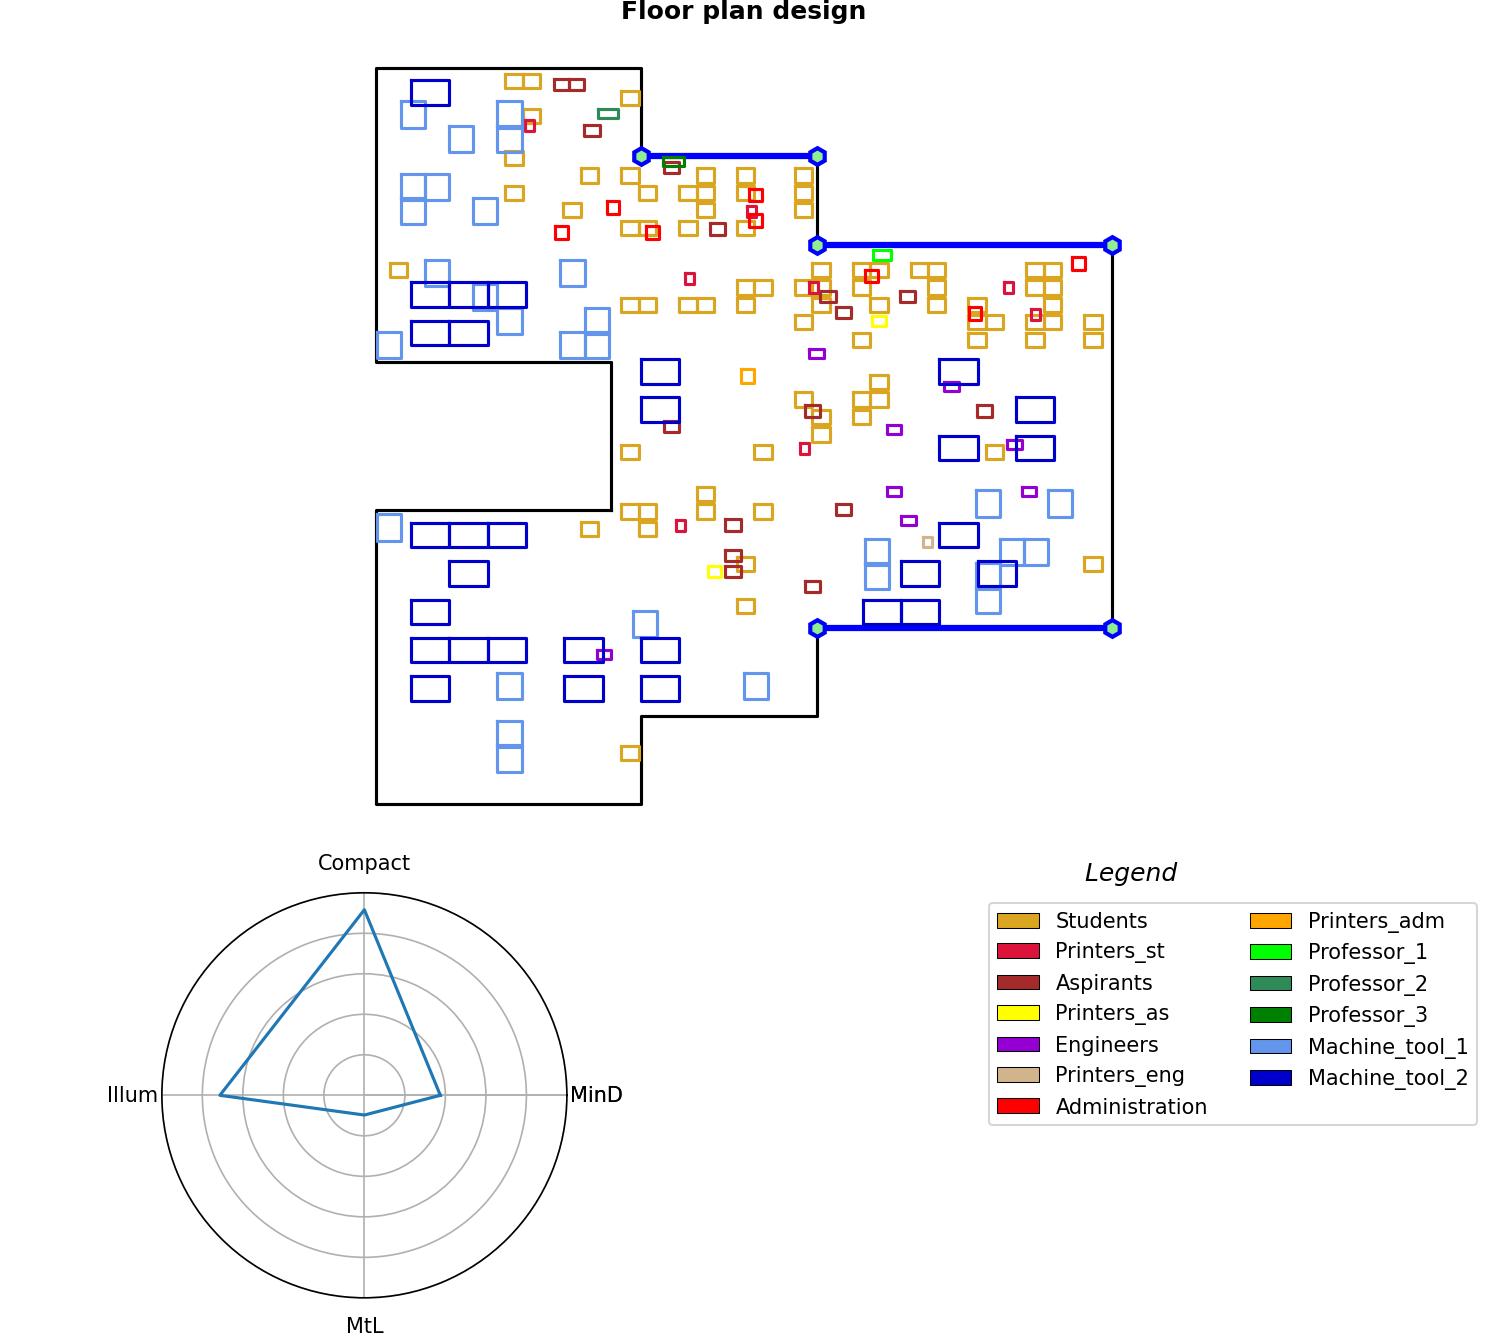 Floor plan design
Compact
Illum
MinD
MtL
Legend
Students
Printers_st
Aspirants
Printers_as
Engineers
Printers_eng
Administration
Printers_adm
Professor_1
Professor_2
Professor_3
Machine_tool_1
Machine_tool_2